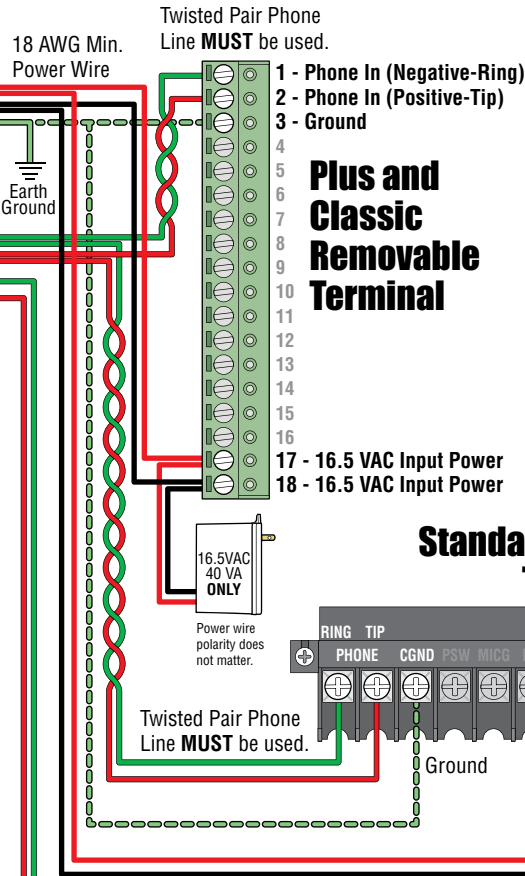 Twisted Pair Phone
Line MUST be used.
18 AWG Min.
Power Wire
1 - Phone In (Negative-Ring)
2 - Phone In (Positive-Tip)
3 - Ground
4
5
6
7
8
9
10
11
12
13
14
15
16
17 - 16.5 VAC Input Power
18 - 16.5 VAC Input Power
Earth
Ground
Plus and
Classic
Removable
Terminal
16.5VAC
40 VA
ONLY
Power wire
polarity does
not matter.
Standa
RING TIP
PHONE CGND PSW MICG
Twisted Pair Phone
Line MUST be used.
Ground